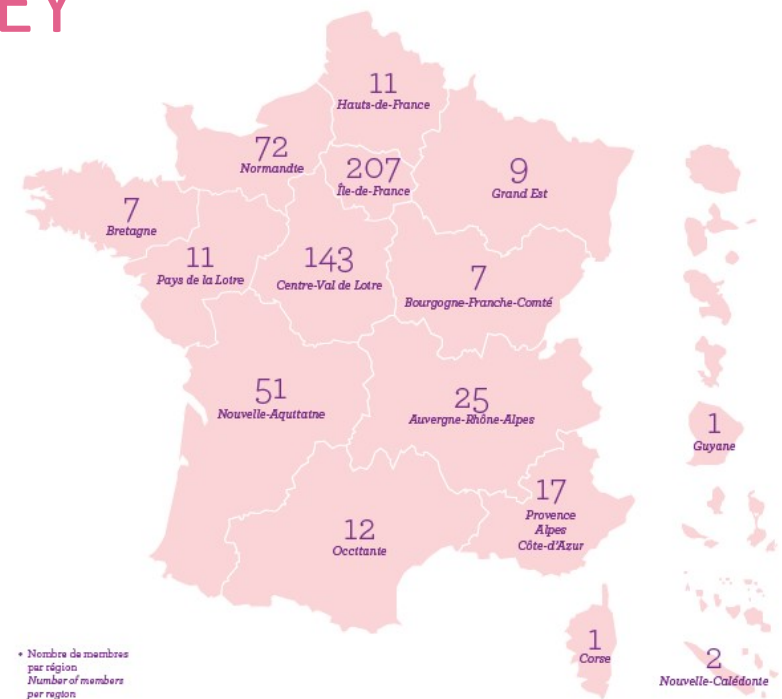 EY
11
Hauts-de-France
72
Normandie
207
Île-de-France
9
Grand Est
7
Bretagne
11
Pays de la Loire
143
Centre-Val de Loire
7
Bourgogne-Franche-Comté
51
Nouvelle-Aquitaine
25
Auvergne-Rhône-Alpes
1
Guyane
17
Provence
Alpes
Côte-d'Azur
12
Occitanie
1
Corse
2
Nouvelle-Calédonie
• Nombre de membres
par région
Number of members
per region